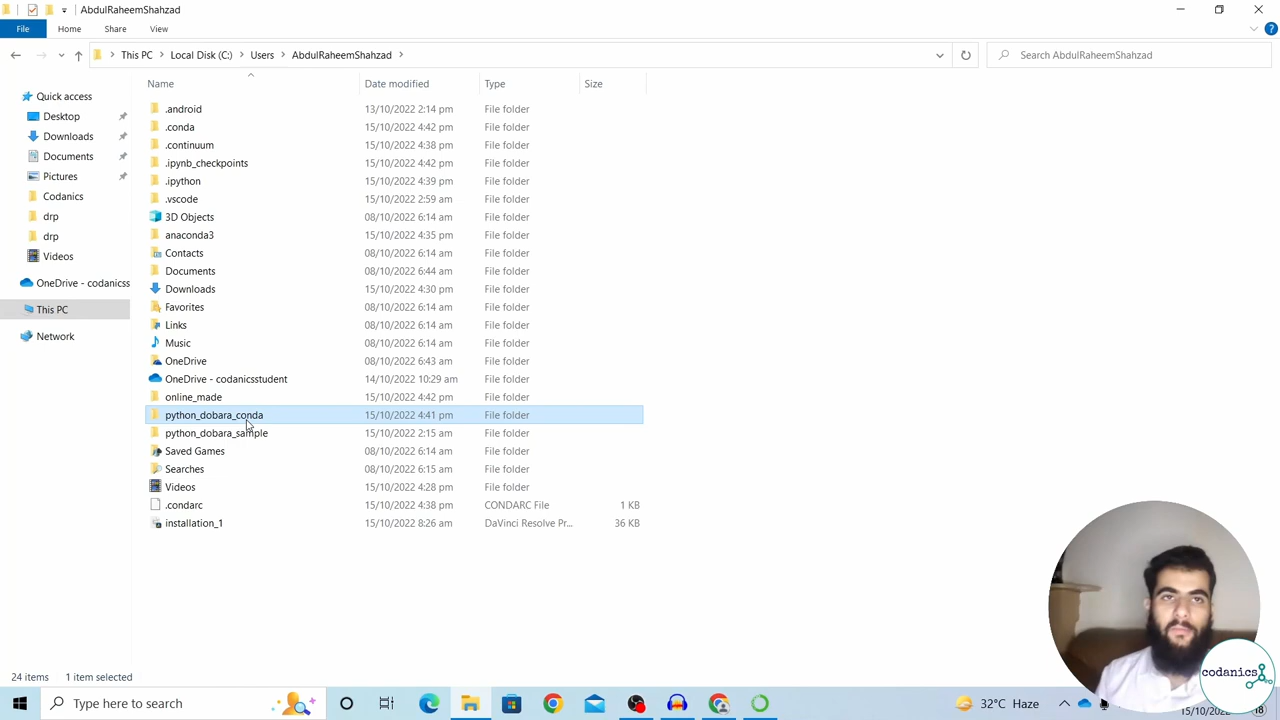 AbdulRaheemShahzad
File Home Share View
This PC Local Disk (C:) Users AbdulRaheemShahzad
Search AbdulRaheemShahzad
Name Date modified Type Size
Quick access
Desktop
Downloads
Documents
Pictures
Codanics
drp
drp
Videos
OneDrive - codanicss
This PC
Network
.android 13/10/2022 2:14 pm File folder
.conda 15/10/2022 4:42 pm File folder
.continuum 15/10/2022 4:38 pm File folder
.ipynb_checkpoints 15/10/2022 4:42 pm File folder
.ipython 15/10/2022 4:39 pm File folder
.vscode 15/10/2022 2:59 am File folder
3D Objects 08/10/2022 6:14 am File folder
anaconda3 15/10/2022 4:35 pm File folder
Contacts 08/10/2022 6:14 am File folder
Documents 08/10/2022 6:44 am File folder
Downloads 15/10/2022 4:30 pm File folder
Favorites 08/10/2022 6:14 am File folder
Links 08/10/2022 6:14 am File folder
Music 08/10/2022 6:14 am File folder
OneDrive 08/10/2022 6:43 am File folder
OneDrive - codanicsstudent 14/10/2022 10:29 am File folder
online_made 15/10/2022 4:42 pm File folder
python_dobara_conda 15/10/2022 4:41 pm File folder
python_dobara_sample 15/10/2022 2:15 am File folder
Saved Games 08/10/2022 6:14 am File folder
Searches 08/10/2022 6:15 am File folder
Videos 15/10/2022 4:28 pm File folder
.condarc 15/10/2022 4:38 pm CONDARC File 1 KB
installation_1 15/10/2022 8:26 am DaVinci Resolve Pr... 36 KB
codanics
24 items 1 item selected
Type here to search
32°C Haze
15/10/2022